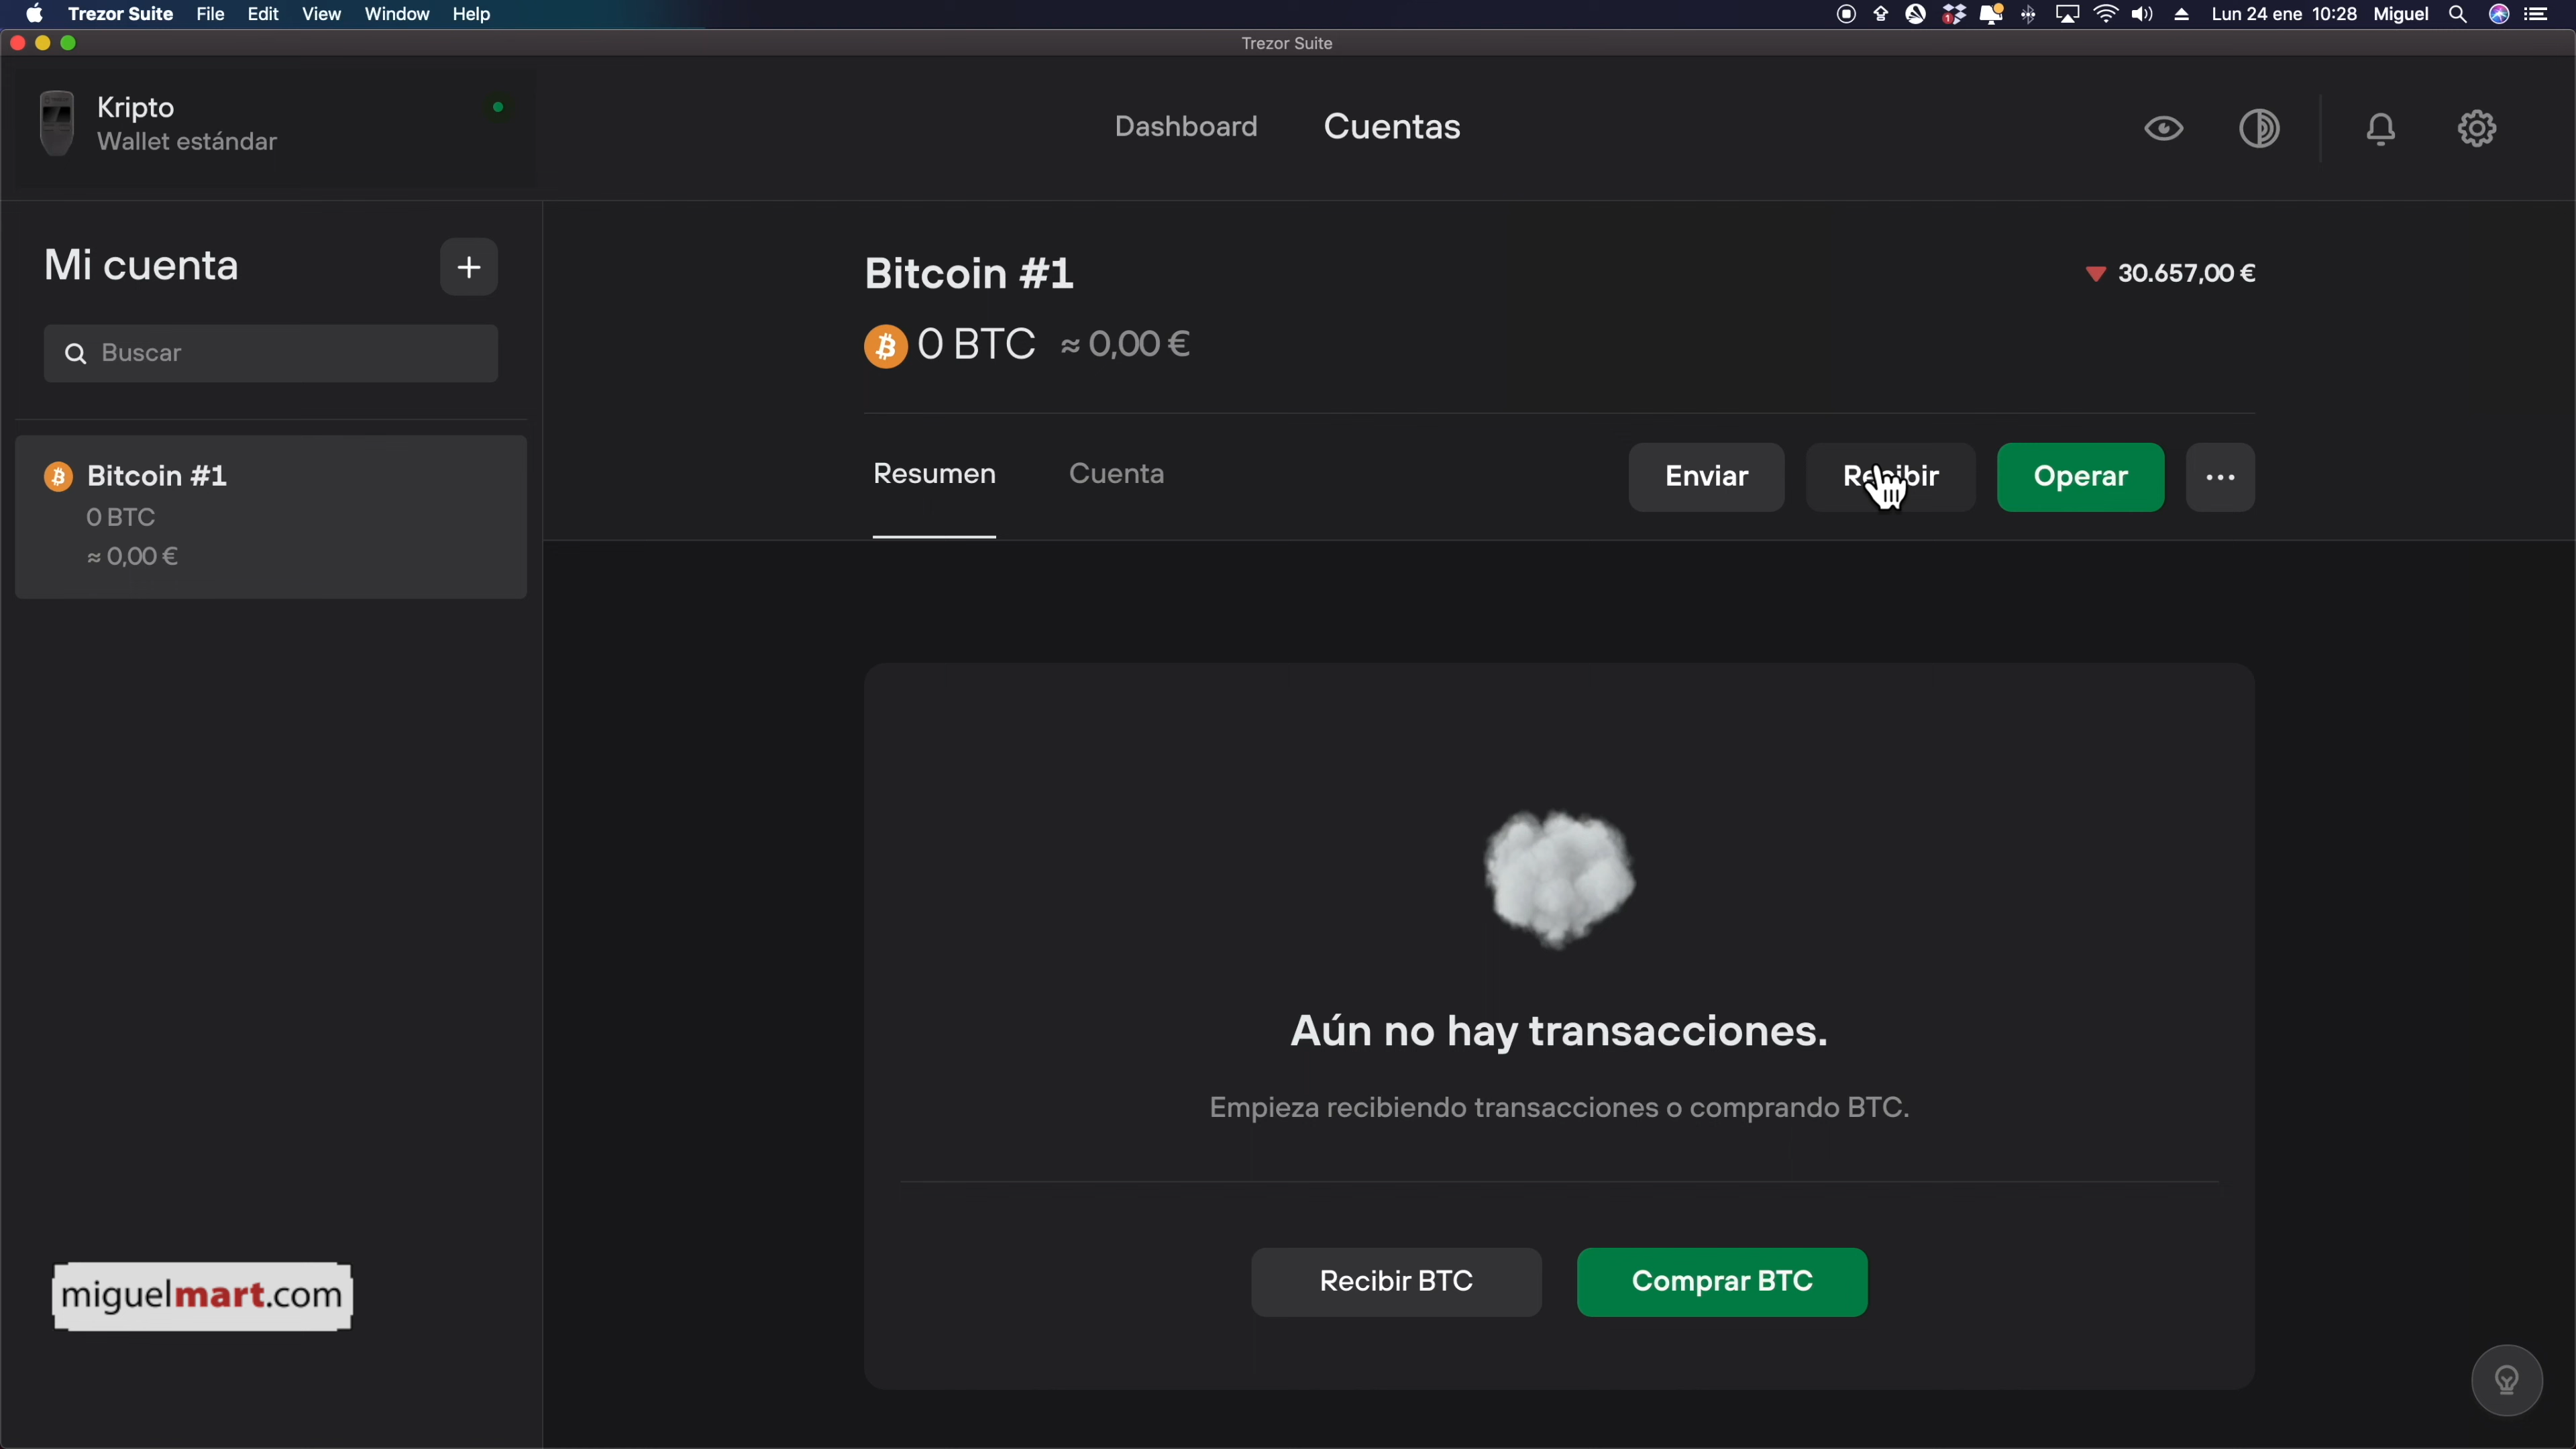 Trezor Suite File Edit View Window Help
1
Lun 24 ene 10:28 Miguel
Trezor Suite
Kripto
Wallet estándar
Dashboard
Cuentas
Mi cuenta
+
Buscar
Bitcoin #1
0 BTC
≈ 0,00 €
Bitcoin #1
30.657,00 €
0 BTC ≈ 0,00 €
Resumen
Cuenta
Enviar
Recibir
Operar
Aún no hay transacciones.
Empieza recibiendo transacciones o comprando BTC.
Recibir BTC
Comprar BTC
miguelmart.com